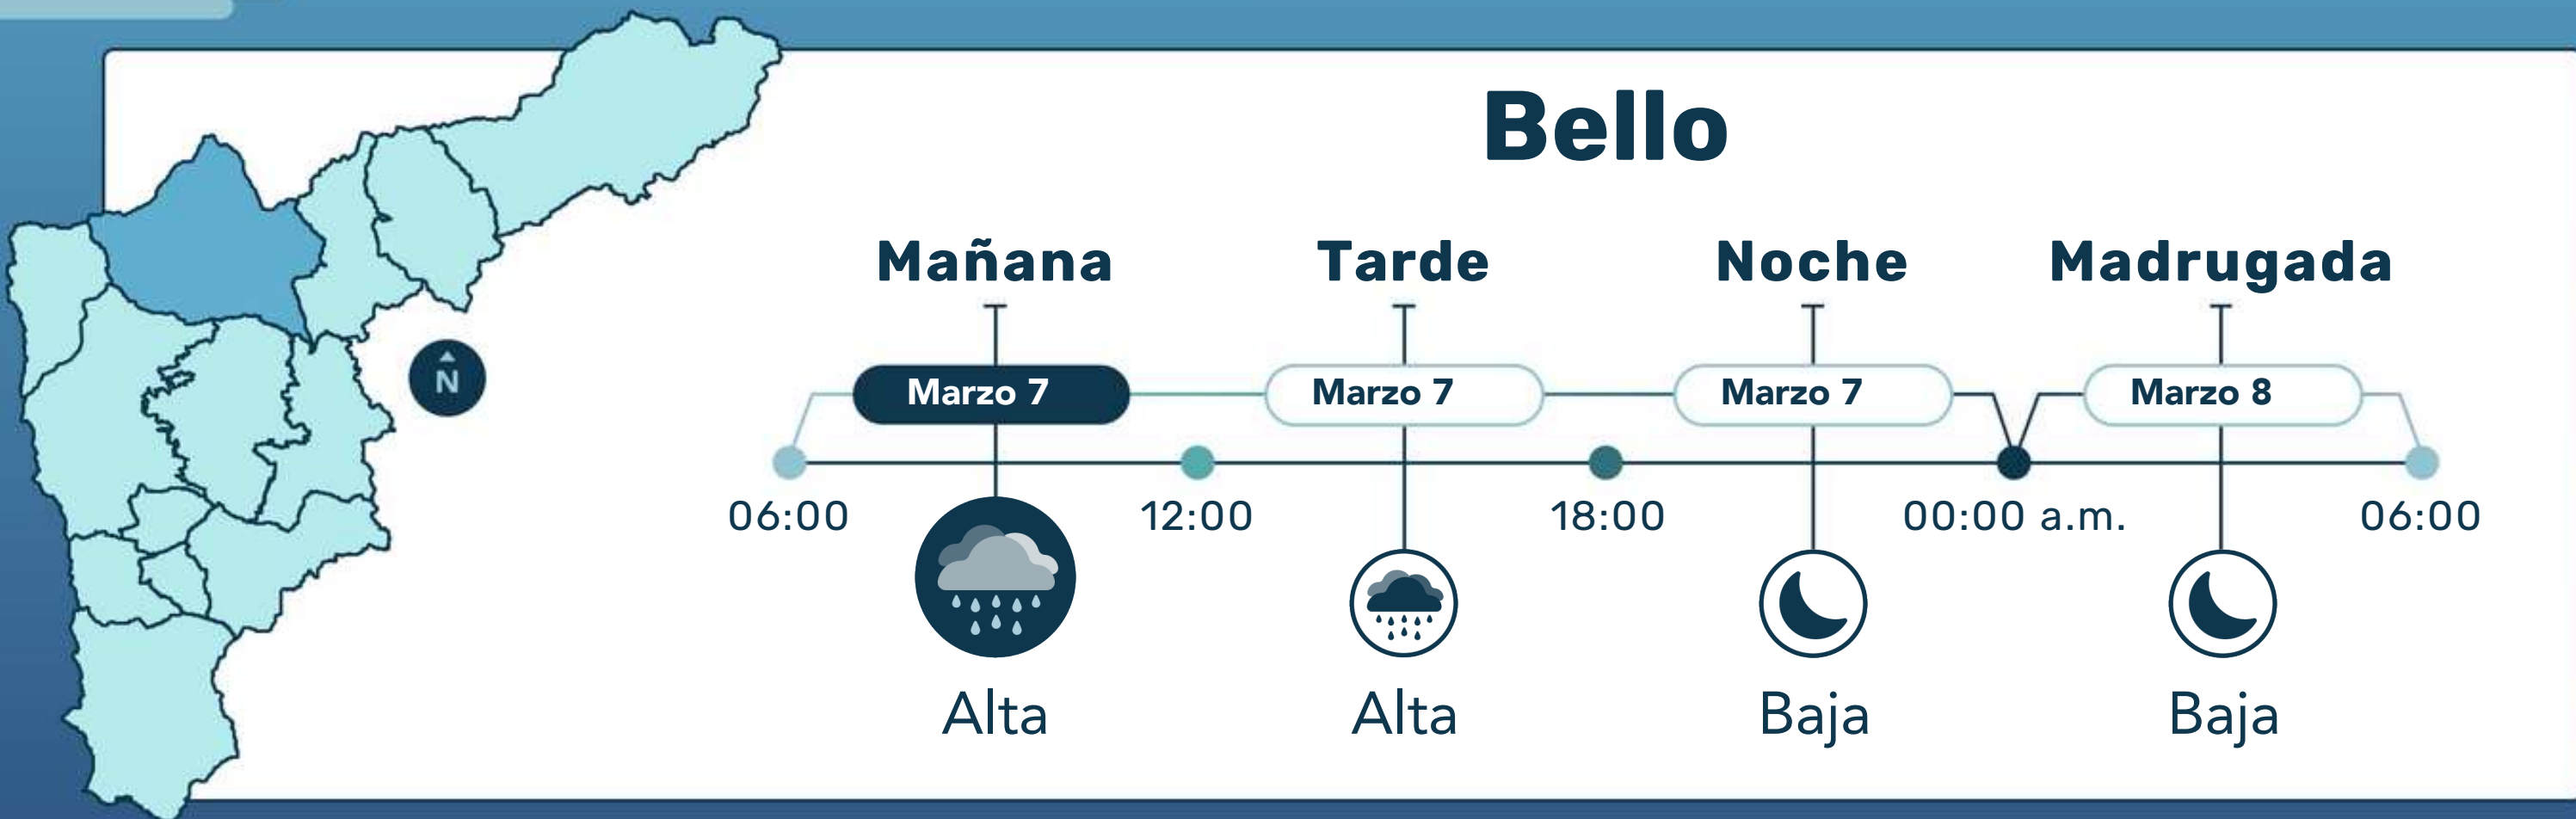 Bello
Mañana Tarde Noche Madrugada
Marzo 7 Marzo 7 Marzo 7 Marzo 8
N
06:00 12:00 18:00 00:00 a.m. 06:00
Alta Alta Baja Baja